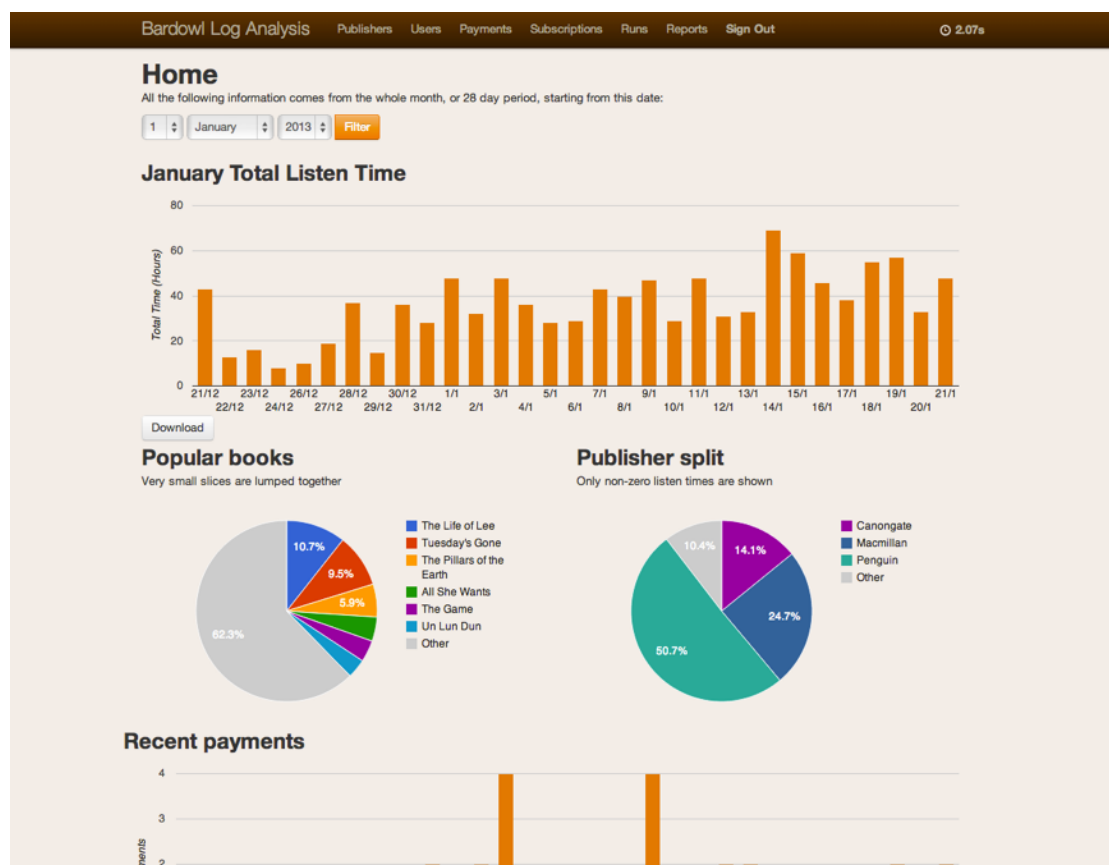 Bardowl Log Analysis Publishers Users Payments Subscriptions Runs Reports Sign Out 2.07s
Home
All the following information comes from the whole month, or 28 day period, starting from this date:
1 January 2013 Filter
January Total Listen Time
80
60
40
20
0
Total Time (Hours)
21/12 23/12 26/12 28/12 30/12 1/1 3/1 5/1 7/1 9/1 11/1 13/1 15/1 17/1 19/1 21/1
22/12 24/12 27/12 29/12 31/12 2/1 4/1 6/1 8/1 10/1 12/1 14/1 16/1 18/1 20/1
Download
Popular books
Very small slices are lumped together
10.7%
9.5%
5.9%
62.3%
The Life of Lee
Tuesday's Gone
The Pillars of the
Earth
All She Wants
The Game
Un Lun Dun
Other
Publisher split
Only non-zero listen times are shown
10.4%
14.1%
24.7%
50.7%
Canongate
Macmillan
Penguin
Other
Recent payments
4
3
2